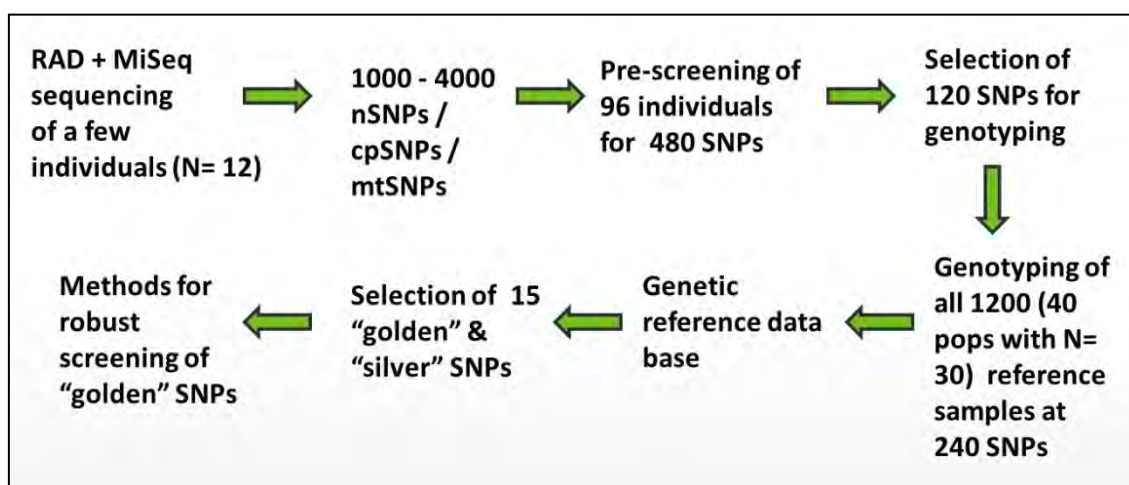 RAD + MiSeq
sequencing
of a few
individuals (N= 12)
1000 - 4000
nSNPs /
cpSNPs /
mtSNPs
Pre-screening of
96 individuals
for 480 SNPs
Selection of
120 SNPs for
genotyping
Genotyping of
all 1200 (40
pops with N=
30) reference
samples at
240 SNPs
Genetic
reference data
base
Selection of 15
“golden” &
“silver” SNPs
Methods for
robust
screening of
“golden” SNPs